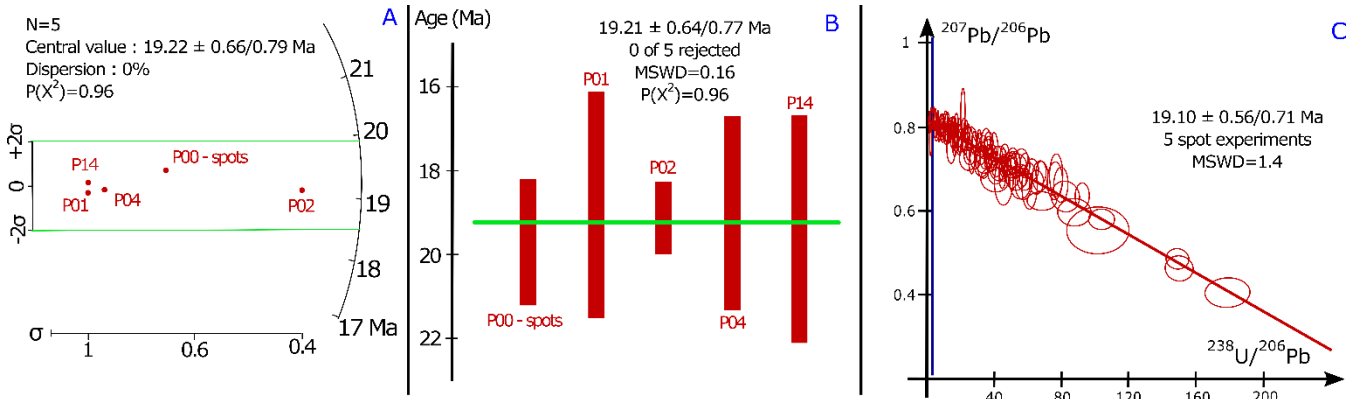 A
N=5
Central value : 19.22 ± 0.66/0.79 Ma
Dispersion : 0%
P(X²)=0.96
21
20
19
18
17 Ma
+2σ
0
-2σ
P14
P00 - spots
P01
P04
P02
σ
1
0.6
0.4
B
Age (Ma)
19.21 ± 0.64/0.77 Ma
0 of 5 rejected
MSWD=0.16
P(X²)=0.96
16
18
20
22
P01
P02
P14
P00 - spots
P04
C
²⁰⁷Pb/²⁰⁶Pb
1
0.8
0.6
0.4
19.10 ± 0.56/0.71 Ma
5 spot experiments
MSWD=1.4
²³⁸U/²⁰⁶Pb
40
80
120
160
200